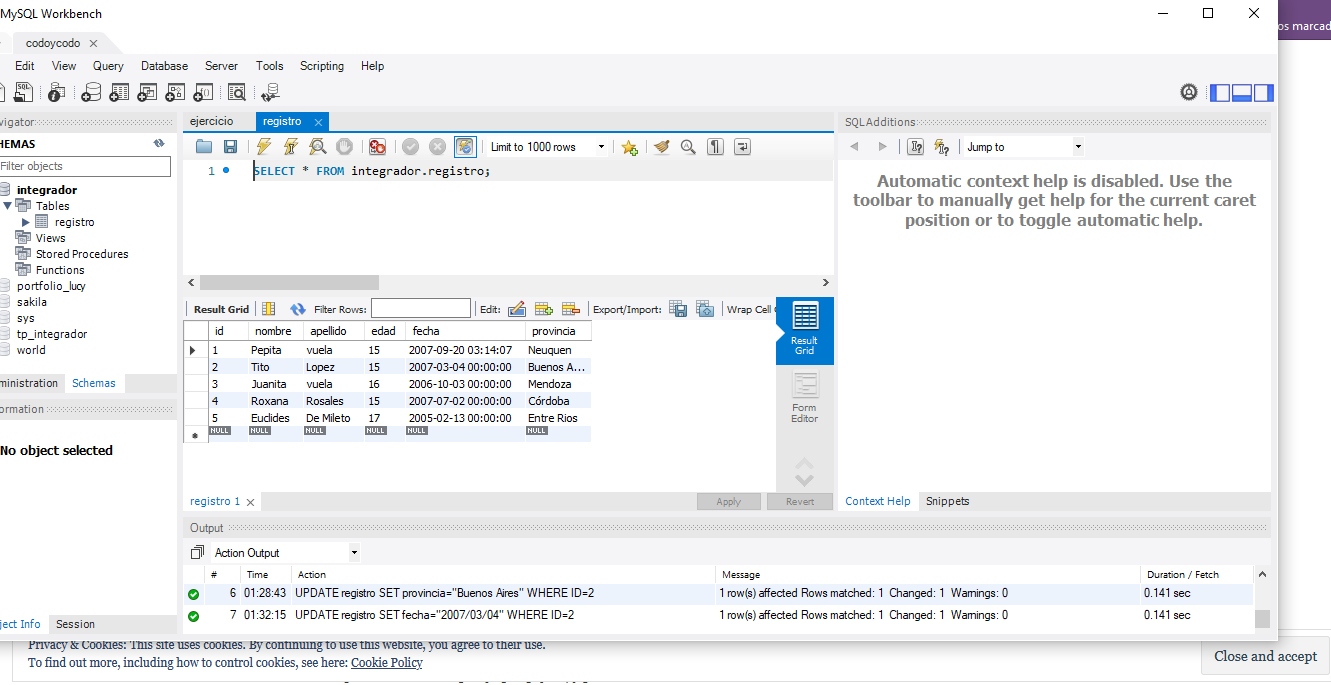 MySQL Workbench
os marcad
codoycodo
Edit View Query Database Server Tools Scripting Help
vigator
HEMAS
Filter objects
integrador
Tables
registro
Views
Stored Procedures
Functions
portfolio_lucy
sakila
sys
tp_integrador
world
ministration Schemas
ormation
No object selected
ject Info Session
ejercicio registro
Limit to 1000 rows
1 SELECT * FROM integrador.registro;
Result Grid Filter Rows: Edit: Export/Import: Wrap Cell
id nombre apellido edad fecha provincia
1 Pepita vuela 15 2007-09-20 03:14:07 Neuquen
2 Tito Lopez 15 2007-03-04 00:00:00 Buenos A...
3 Juanita vuela 16 2006-10-03 00:00:00 Mendoza
4 Roxana Rosales 15 2007-07-02 00:00:00 Córdoba
5 Euclides De Mileto 17 2005-02-13 00:00:00 Entre Rios
NULL NULL NULL NULL NULL NULL
Result
Grid
Form
Editor
registro 1 Apply Revert
SQLAdditions
Jump to
Automatic context help is disabled. Use the
toolbar to manually get help for the current caret
position or to toggle automatic help.
Context Help Snippets
Output
Action Output
# Time Action Message Duration / Fetch
6 01:28:43 UPDATE registro SET provincia="Buenos Aires" WHERE ID=2 1 row(s) affected Rows matched: 1 Changed: 1 Warnings: 0 0.141 sec
7 01:32:15 UPDATE registro SET fecha="2007/03/04" WHERE ID=2 1 row(s) affected Rows matched: 1 Changed: 1 Warnings: 0 0.141 sec
Privacy & Cookies: This site uses cookies. By continuing to use this website, you agree to their use.
To find out more, including how to control cookies, see here: Cookie Policy
Close and accept